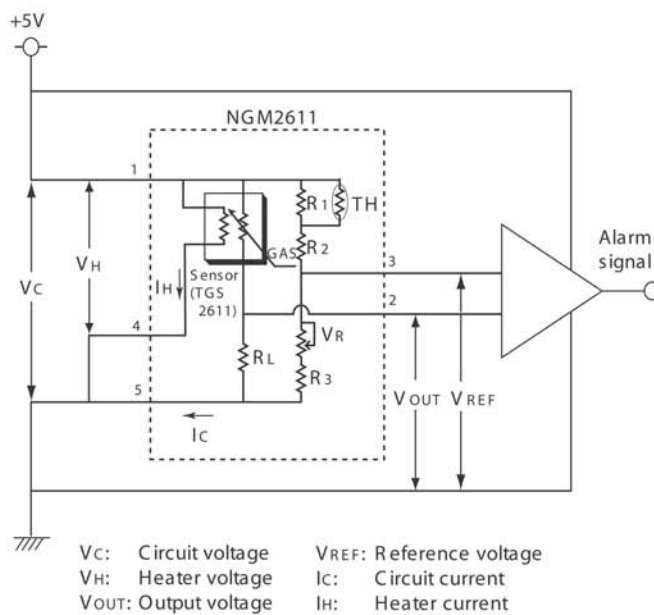 +5V
NGM2611
1
R1
TH
R2
GAS
3
Alarm
signal
VH
VC
IH
Sensor
(TGS
2611)
2
4
VR
RL
R3
VOUT
VREF
5
IC
VC: Circuit voltage VREF: Reference voltage
VH: Heater voltage IC: Circuit current
VOUT: Output voltage IH: Heater current